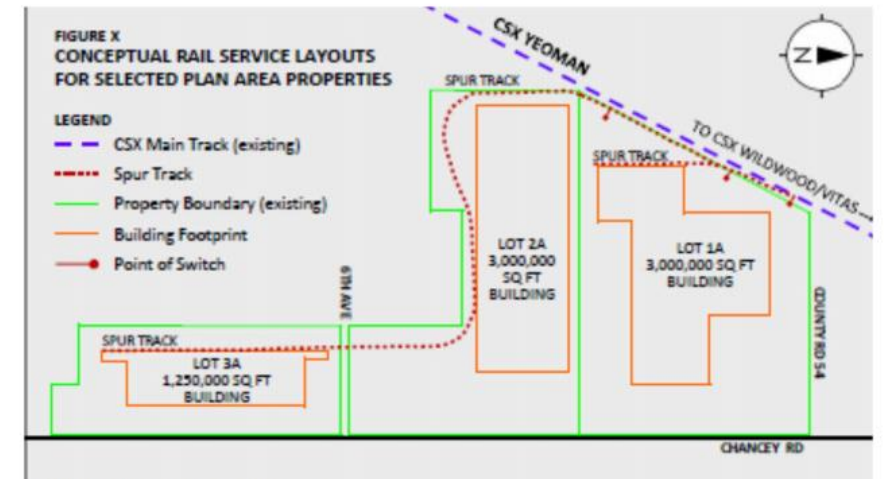 FIGURE X
CONCEPTUAL RAIL SERVICE LAYOUTS
FOR SELECTED PLAN AREA PROPERTIES
LEGEND
CSX Main Track (existing)
Spur Track
Property Boundary (existing)
Building Footprint
Point of Switch
CSX YEOMAN
N
SPUR TRACK
TO CSX WILDWOOD/VITAS
SPUR TRACK
LOT 2A
3,000,000
SQ FT
BUILDING
LOT 1A
3,000,000 SQ FT
BUILDING
6TH AVE
COUNTY RD 54
SPUR TRACK
LOT 3A
1,250,000 SQ FT
BUILDING
CHANCEY RD